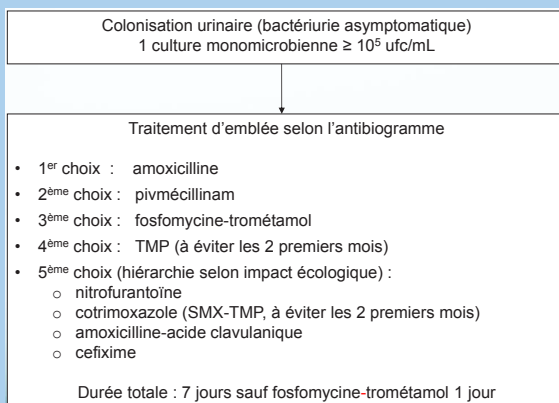 Colonisation urinaire (bactériurie asymptomatique)
1 culture monomicrobienne ≥ 10⁵ ufc/mL
Traitement d’emblée selon l’antibiogramme
• 1er choix : amoxicilline
• 2ème choix : pivmécillinam
• 3ème choix : fosfomycine-trométamol
• 4ème choix : TMP (à éviter les 2 premiers mois)
• 5ème choix (hiérarchie selon impact écologique) :
o nitrofurantoïne
o cotrimoxazole (SMX-TMP, à éviter les 2 premiers mois)
o amoxicilline-acide clavulanique
o cefixime
Durée totale : 7 jours sauf fosfomycine-trométamol 1 jour